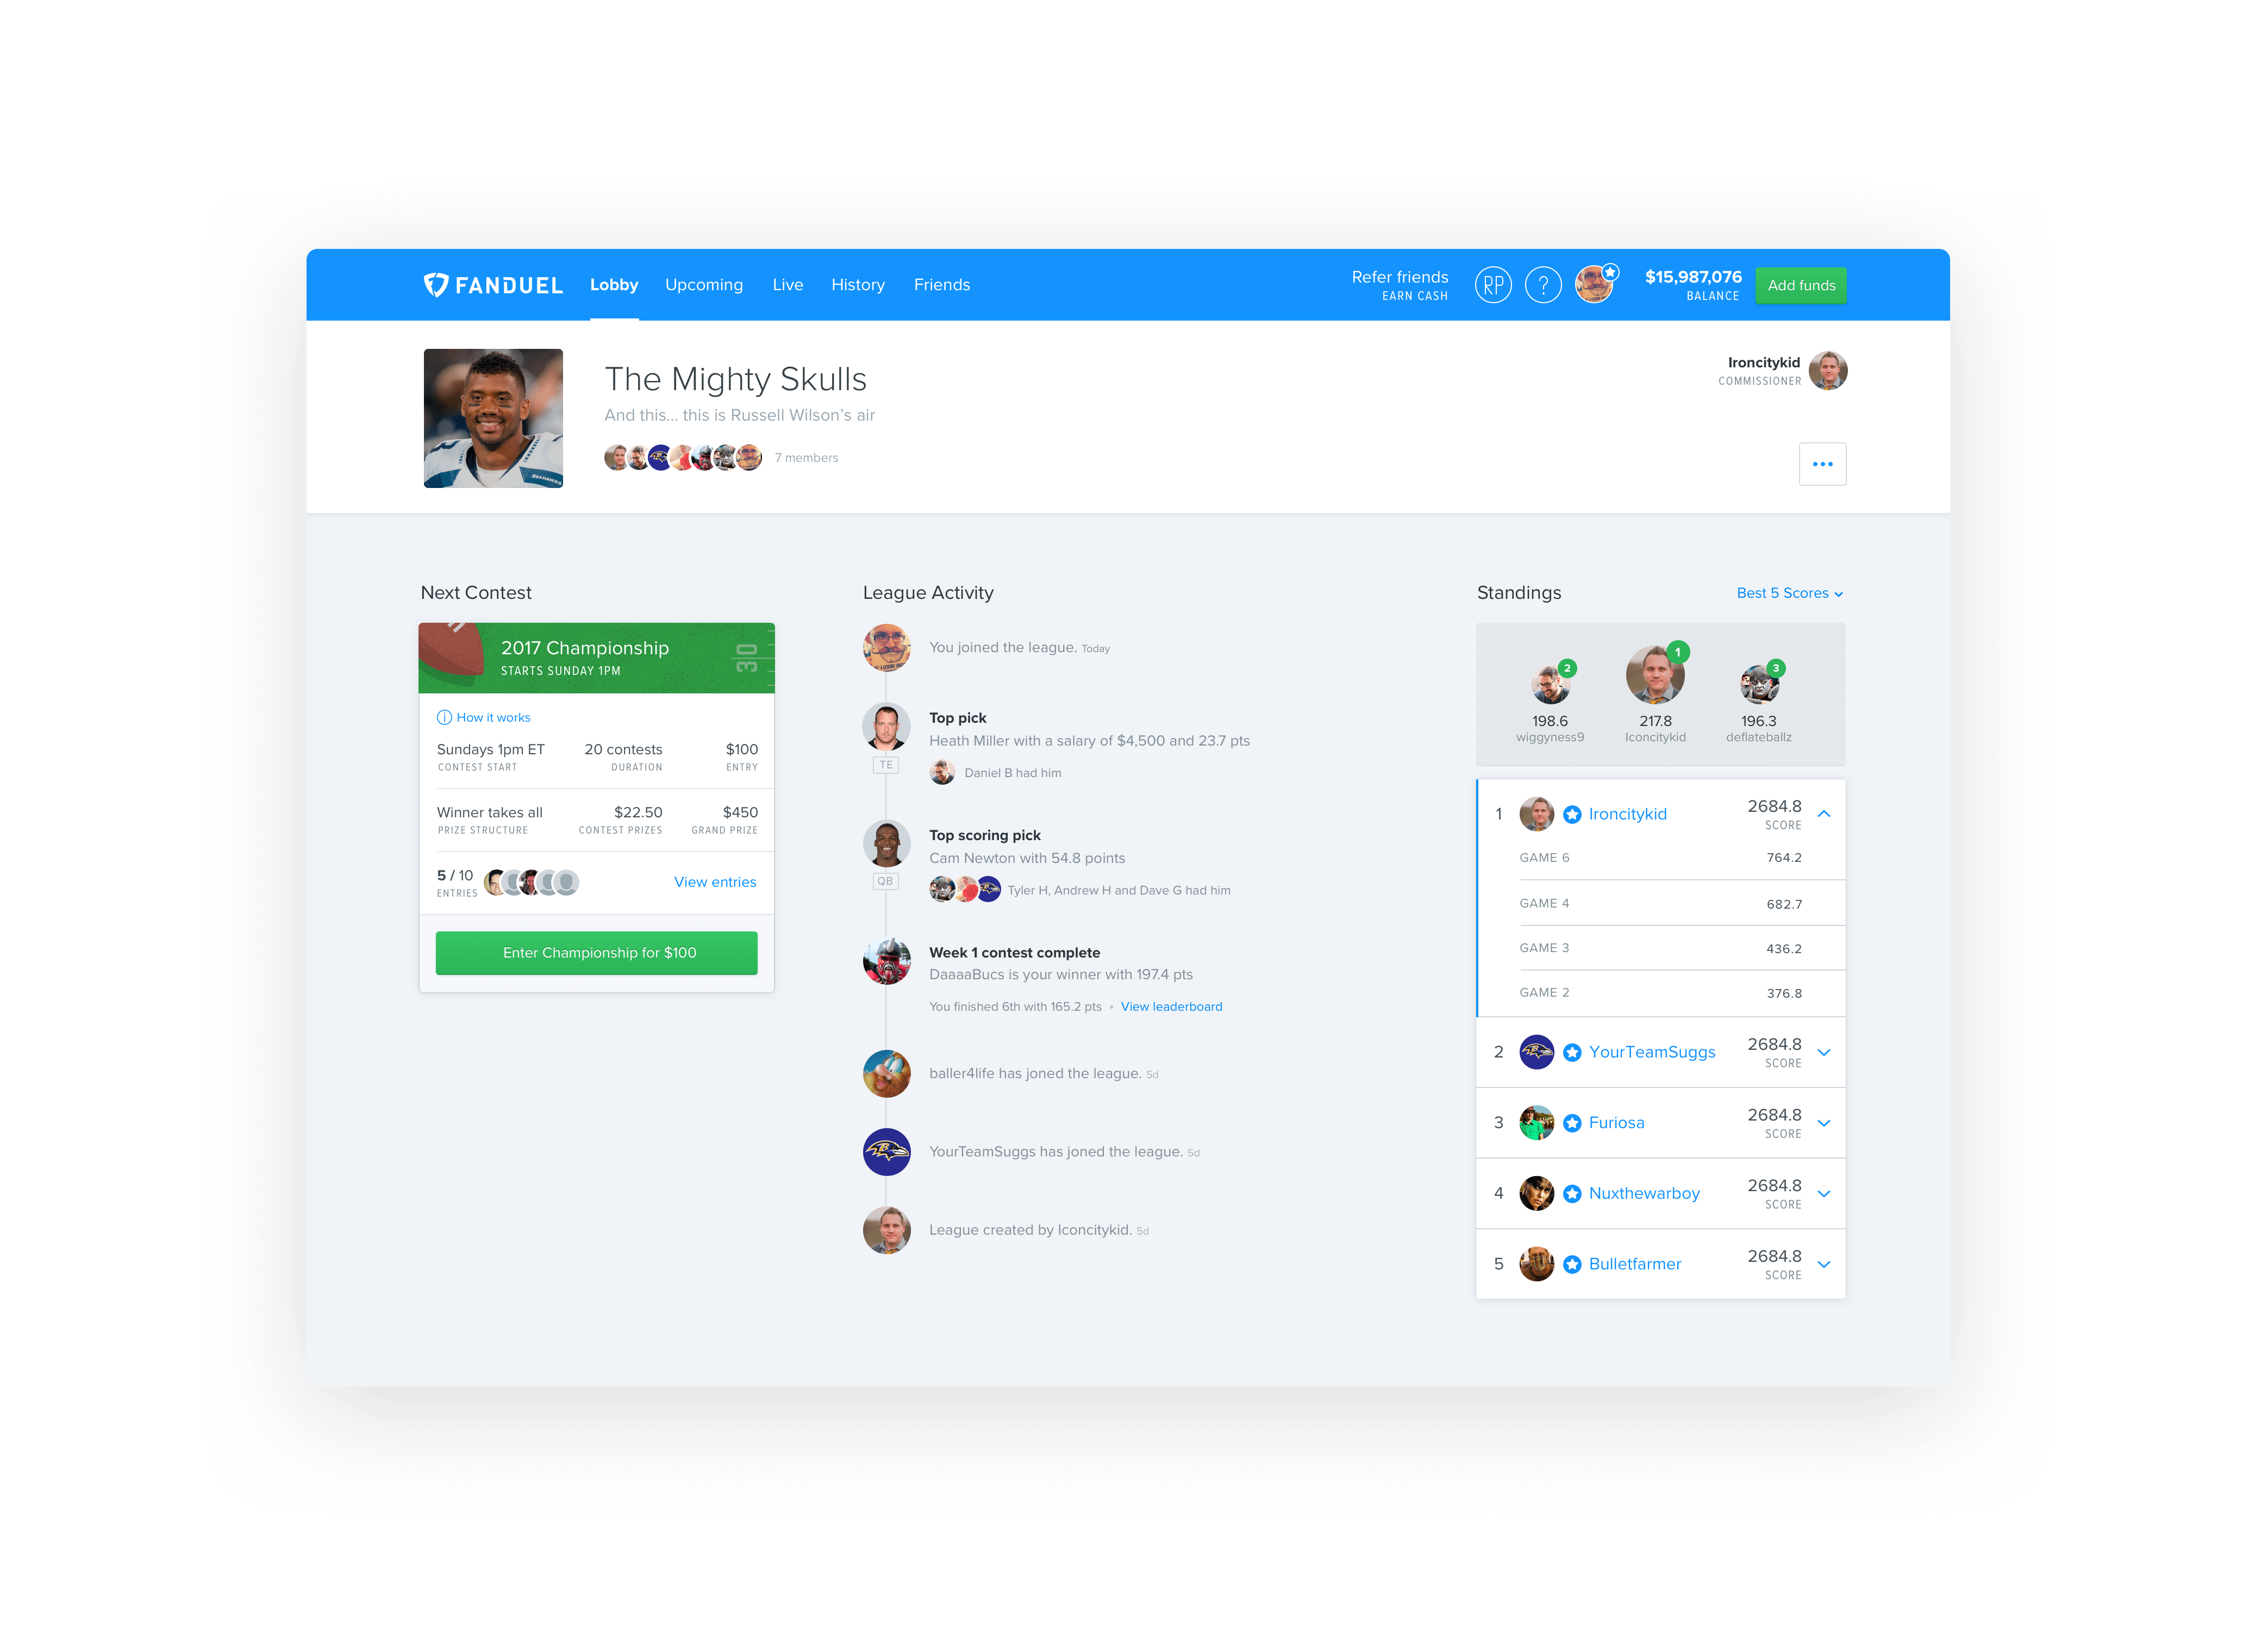 FANDUEL
Lobby
Upcoming
Live
History
Friends
Refer friends
EARN CASH
RP
?
$15,987,076
BALANCE
Add funds
The Mighty Skulls
And this... this is Russell Wilson's air
7 members
SEAHAWKS
Ironcitykid
COMMISSIONER
Next Contest
2017 Championship
STARTS SUNDAY 1PM
30
How it works
Sundays 1pm ET
CONTEST START
20 contests
DURATION
$100
ENTRY
Winner takes all
PRIZE STRUCTURE
$22.50
CONTEST PRIZES
$450
GRAND PRIZE
5 / 10
ENTRIES
View entries
Enter Championship for $100
League Activity
You joined the league. Today
Top pick
Heath Miller with a salary of $4,500 and 23.7 pts
TE
Daniel B had him
Top scoring pick
Cam Newton with 54.8 points
QB
Tyler H, Andrew H and Dave G had him
Week 1 contest complete
DaaaaBucs is your winner with 197.4 pts
You finished 6th with 165.2 pts • View leaderboard
baller4life has joined the league. 5d
YourTeamSuggs has joined the league. 5d
League created by Iconcitykid. 5d
Standings
Best 5 Scores
2
198.6
wiggyness9
1
217.8
Iconcitykid
3
196.3
deflateballz
1
Ironcitykid
2684.8
SCORE
GAME 6
764.2
GAME 4
682.7
GAME 3
436.2
GAME 2
376.8
2
YourTeamSuggs
2684.8
SCORE
3
Furiosa
2684.8
SCORE
4
Nuxthewarboy
2684.8
SCORE
5
Bulletfarmer
2684.8
SCORE